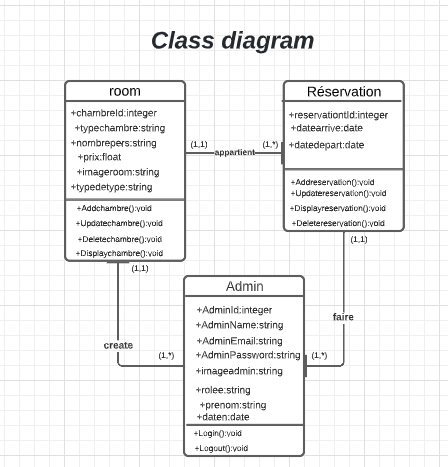 Class diagram
room
+chambreId:integer
+typechambre:string
+nombrepers:string
+prix:float
+imageroom:string
+typedetype:string
+Addchambre():void
+Updatechambre():void
+Deletechambre():void
+Displaychambre():void
(1,1)
appartient
(1,*)
Réservation
+reservationtId:integer
+datearrive:date
+datedepart:date
+Addreservation():void
+Updatereservation():void
+Displayreservation():void
+Deletereservation():void
(1,1)
(1,1)
create
(1,*)
faire
(1,*)
Admin
+AdminId:integer
+AdminName:string
+AdminEmail:string
+AdminPassword:string
+imageadmin:string
+rolee:string
+prenom:string
+daten:date
+Login():void
+Logout():void